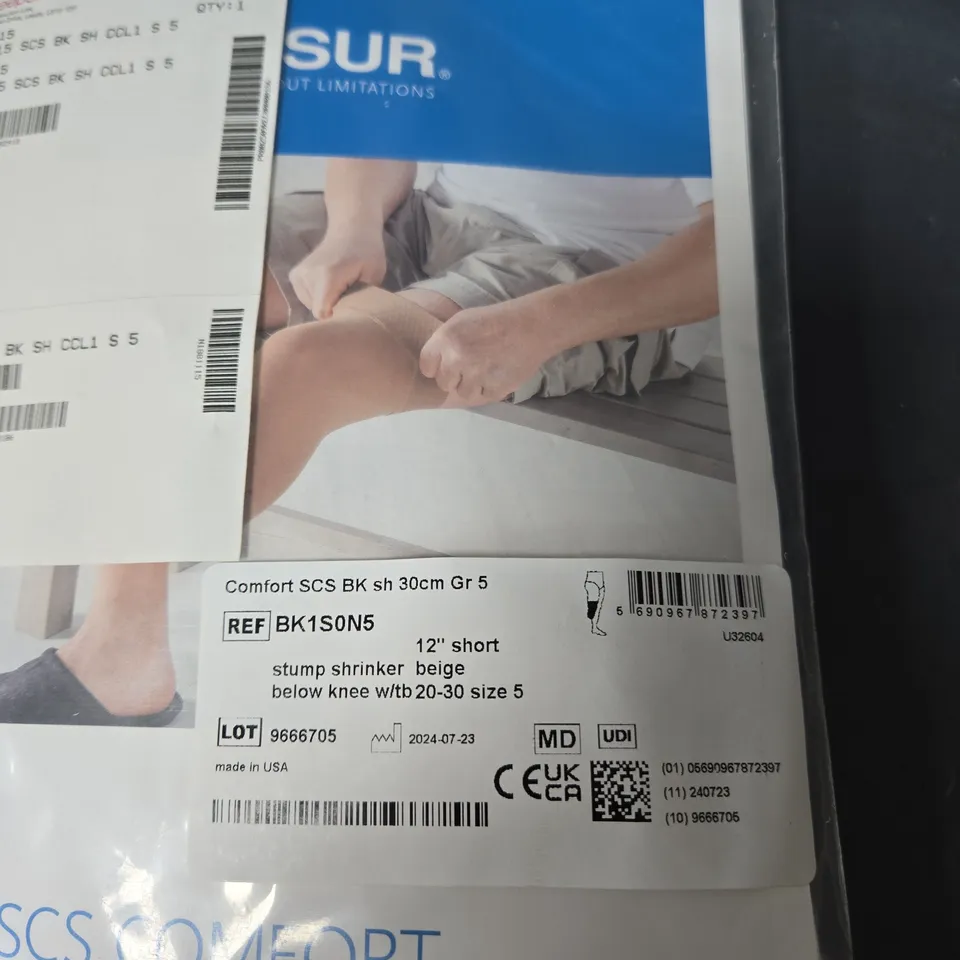 QTY: 1
15
15 SCS BK SH CCL1 S 5
5
5 SCS BK SH CCL1 S 5
BK SH CCL1 S 5
N1001115
SUR®
UT LIMITATIONS
Comfort SCS BK sh 30cm Gr 5
REF BK1S0N5
12" short
stump shrinker beige
below knee w/tb 20-30 size 5
5 690967 872397
U32604
LOT 9666705
2024-07-23
MD
UDI
made in USA
CE UK CA
(01) 05690967872397
(11) 240723
(10) 9666705
SCS COMFORT